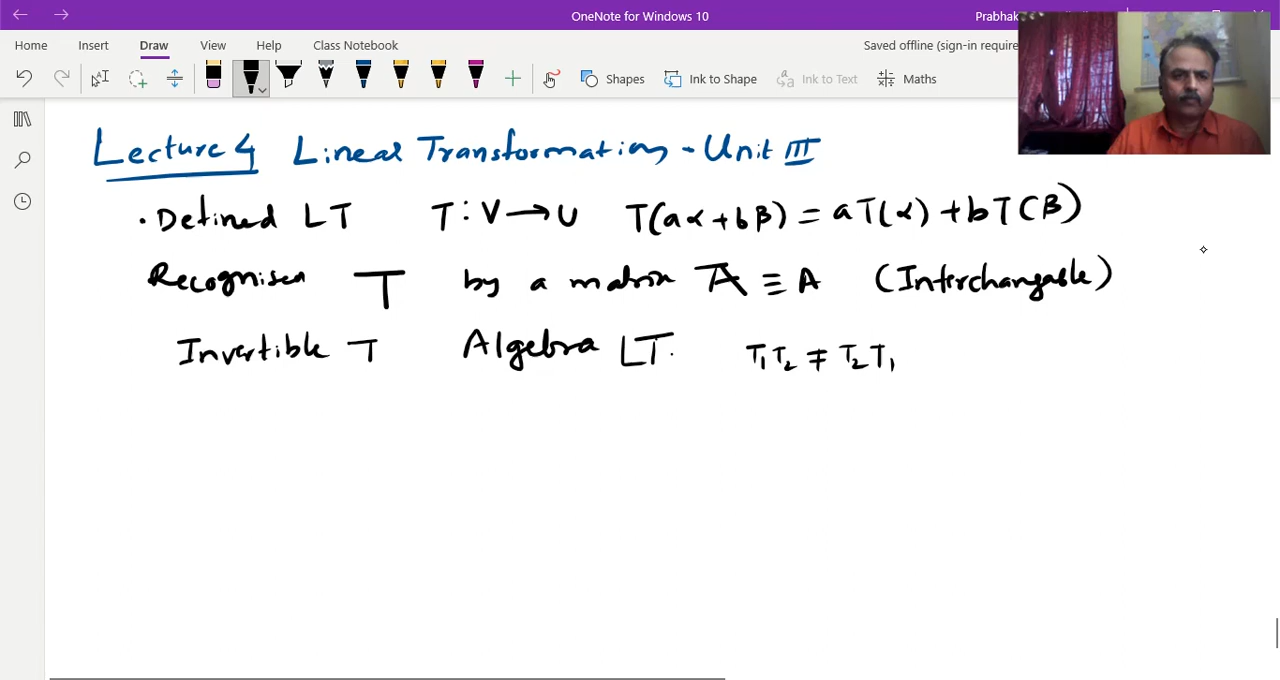 OneNote for Windows 10
Prabhak
Home Insert Draw View Help Class Notebook
Saved offline (sign-in require
Shapes Ink to Shape Ink to Text Maths
Lecture 4 Linear Transformation - Unit III
• Defined LT T : V → U T(aα + bβ) = aT(α) + bT(β)
Recognised T by a matrix A ≡ A (Interchangable)
Invertible T Algebra LT. T₁T₂ ≠ T₂T₁